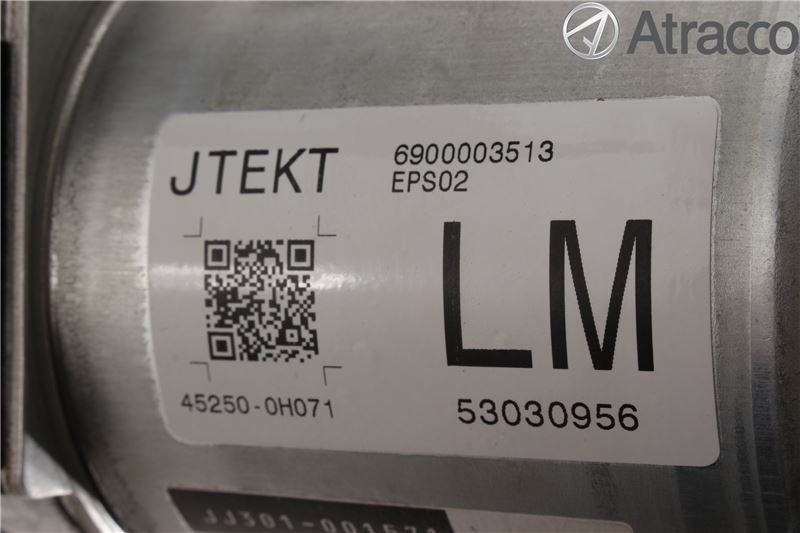 Atracco
JTEKT
6900003513
EPS02
LM
45250-0H071
53030956